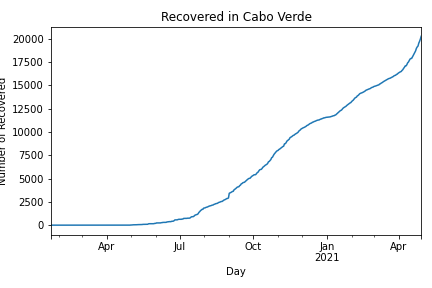 Recovered in Cabo Verde
Number of Recovered
20000
17500
15000
12500
10000
7500
5000
2500
0
Apr
Jul
Oct
Jan
2021
Apr
Day